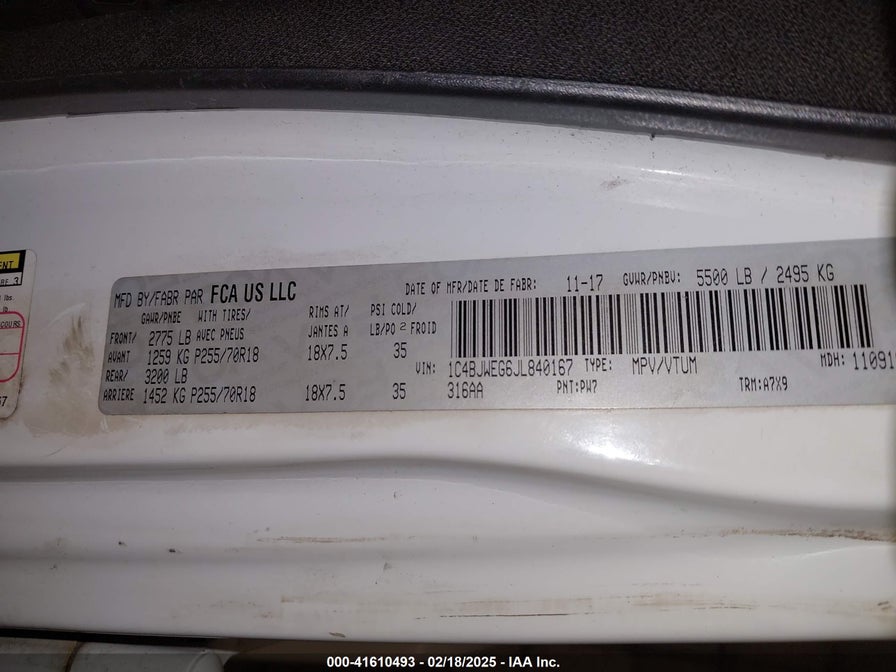 ENT
MFD BY/FABR PAR FCA US LLC
DATE OF MFR/DATE DE FABR: 11-17 GVWR/PNBV: 5500 LB / 2495 KG
GAWR/PNBE WITH TIRES/ RIMS AT/ PSI COLD/
FRONT/ 2775 LB AVEC PNEUS JANTES A LB/PO2 FROID
AVANT 1259 KG P255/70R18 18X7.5 35
REAR/ 3200 LB
ARRIERE 1452 KG P255/70R18 18X7.5 35
VIN: 1C4BJWEG6JL840167 TYPE: MPV/VTUM MDH: 11091
316AA PNT:PW7 TRM:A7X9
000-41610493 - 02/18/2025 - IAA Inc.